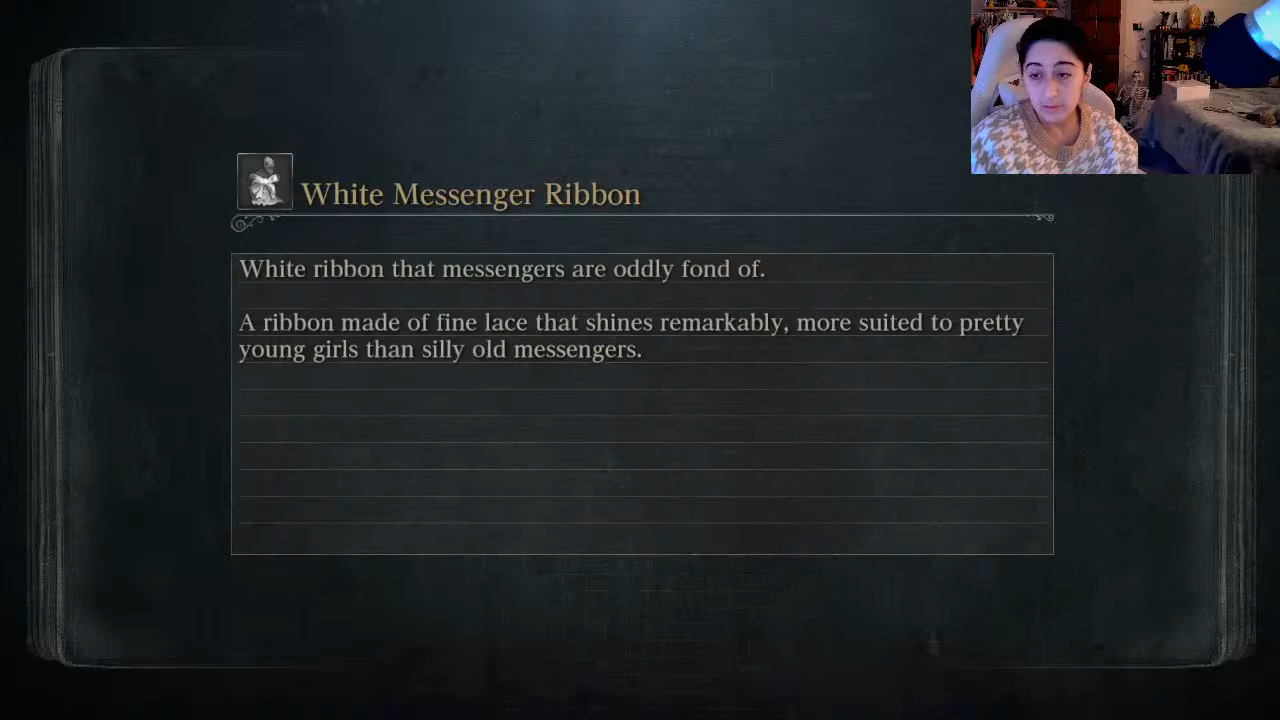 White Messenger Ribbon
White ribbon that messengers are oddly fond of.
A ribbon made of fine lace that shines remarkably, more suited to pretty
young girls than silly old messengers.